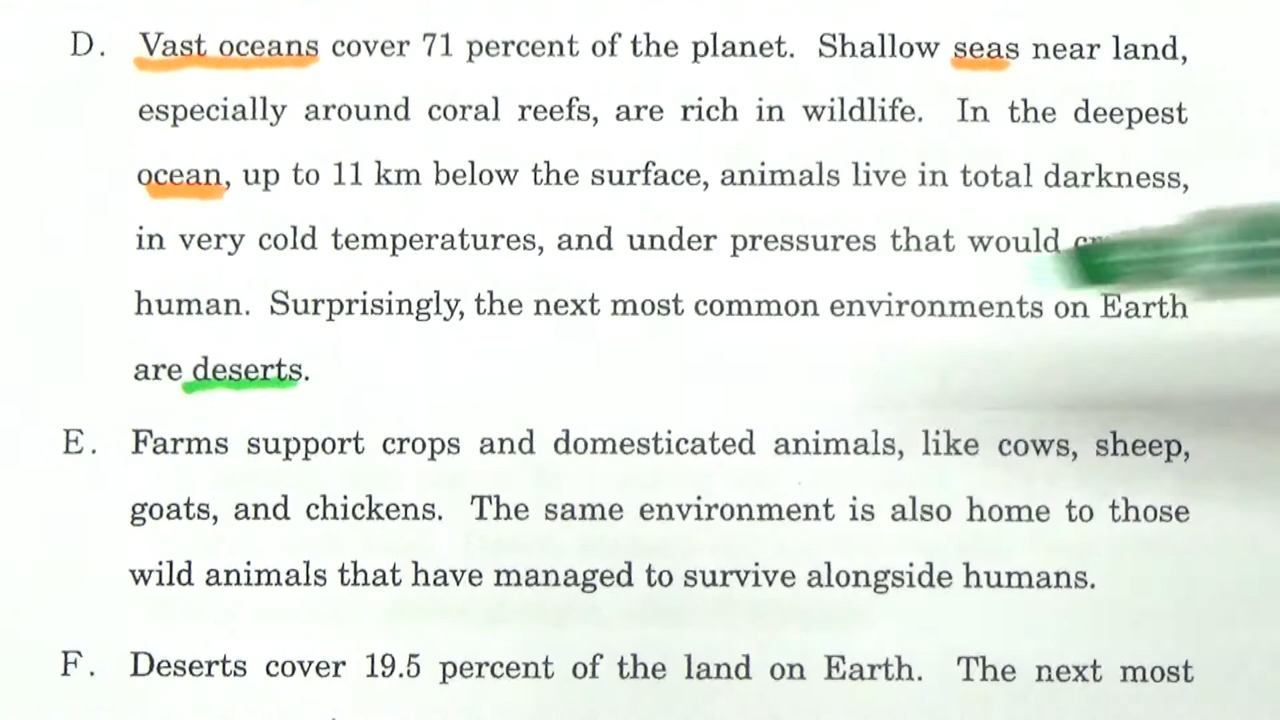 D. Vast oceans cover 71 percent of the planet. Shallow seas near land,
especially around coral reefs, are rich in wildlife. In the deepest
ocean, up to 11 km below the surface, animals live in total darkness,
in very cold temperatures, and under pressures that would
human. Surprisingly, the next most common environments on Earth
are deserts.
E. Farms support crops and domesticated animals, like cows, sheep,
goats, and chickens. The same environment is also home to those
wild animals that have managed to survive alongside humans.
F. Deserts cover 19.5 percent of the land on Earth. The next most